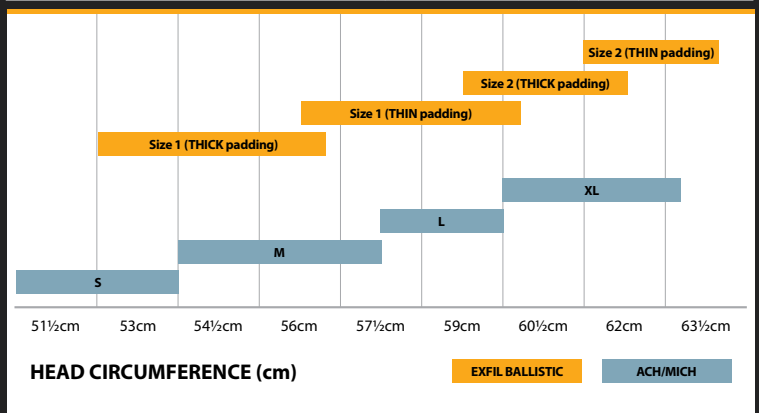 Size 2 (THIN padding)
Size 2 (THICK padding)
Size 1 (THIN padding)
Size 1 (THICK padding)
XL
L
M
S
51½cm 53cm 54½cm 56cm 57½cm 59cm 60½cm 62cm 63½cm
HEAD CIRCUMFERENCE (cm) EXFIL BALLISTIC ACH/MICH